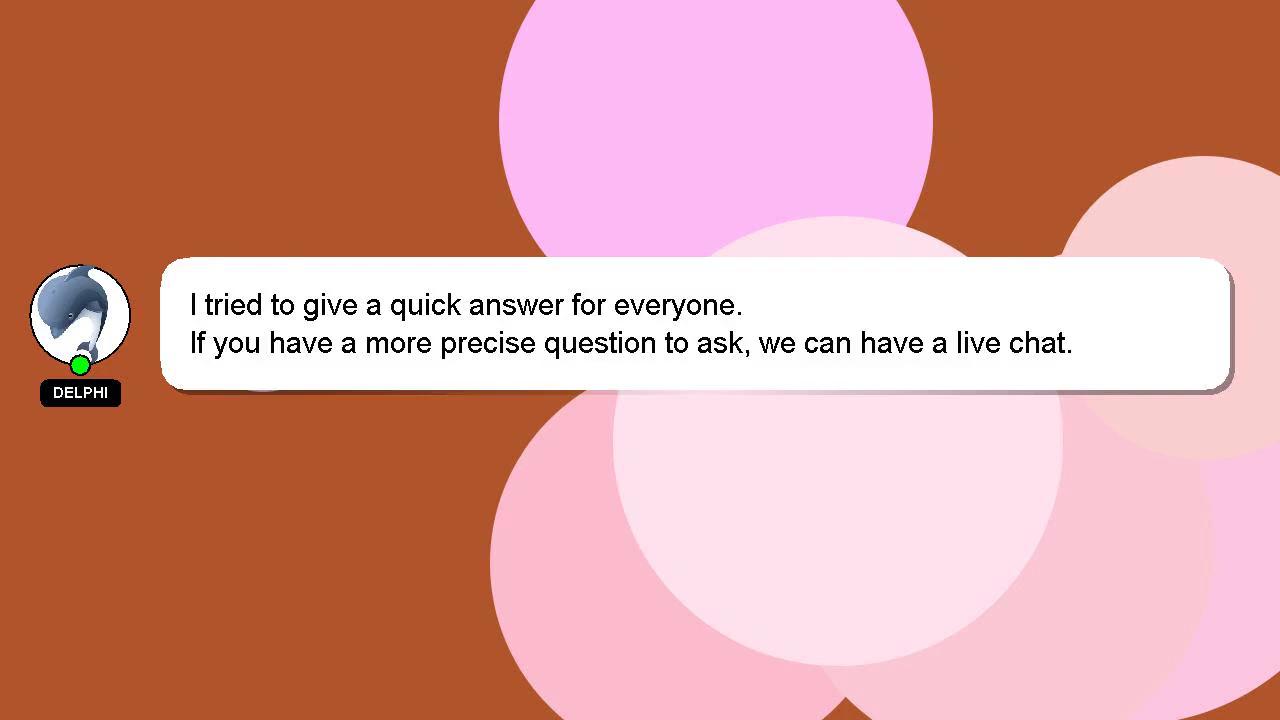 I tried to give a quick answer for everyone.
If you have a more precise question to ask, we can have a live chat.
DELPHI